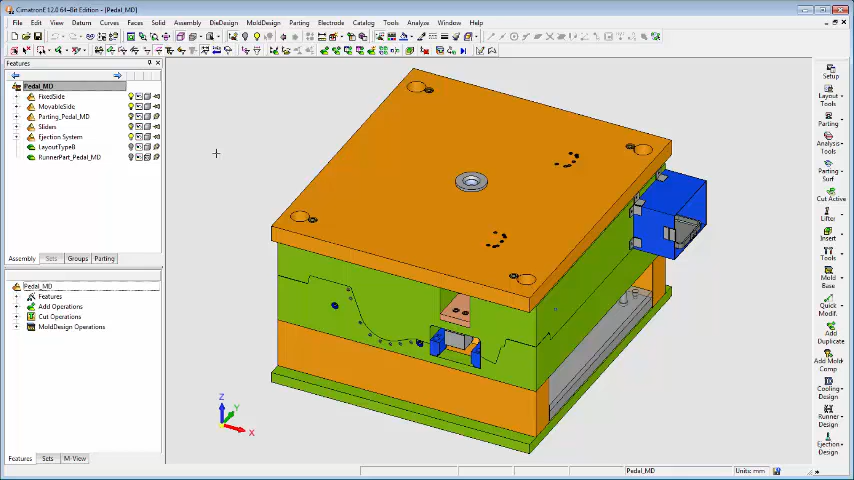 CimatronE 12.0 64-Bit Edition - [Pedal_MD]
File Edit View Datum Curves Faces Solid Assembly DieDesign MoldDesign Parting Electrode Catalog Tools Analysis Window Help
Features
Pedal_MD
FixedSide
MovableSide
Parting_Pedal_MD
Sliders
Ejection System
LayoutTypeB
RunnerPart_Pedal_MD
Assembly Sets Groups Parting
Pedal_MD
Features
Add Operations
Cut Operations
MoldDesign Operations
Features Sets M-View
Z
Y
X
Setup
Layout Tools
Parting
Analysis Tools
Parting Surf
Cut Active
Lifter
Insert
Tools
Mold Base
Quick Modif.
Add Duplicate
Add Mold Comp
Cooling Design
Runner Design
Ejection Design
Pedal_MD
Units: mm